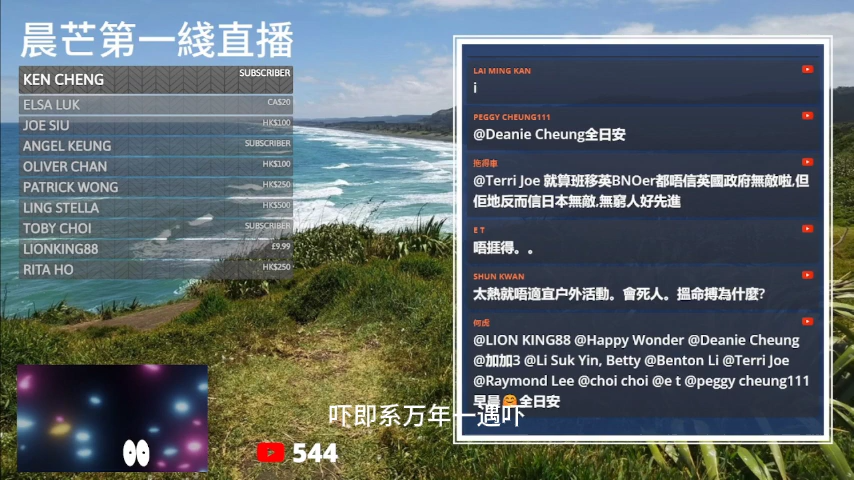 晨芒第一綫直播
KEN CHENG SUBSCRIBER
ELSA LUK CA$20
JOE SIU HK$100
ANGEL KEUNG SUBSCRIBER
OLIVER CHAN HK$100
PATRICK WONG HK$250
LING STELLA HK$500
TOBY CHOI SUBSCRIBER
LIONKING88 £9.99
RITA HO HK$250
LAI MING KAN
i
PEGGY CHEUNG111
@Deanie Cheung全日安
拖得車
@Terri Joe 就算班移英BNOer都唔信英國政府無敵啦,但
佢地反而信日本無敵,無窮人好先進
E T
唔捱得。。
SHUN KWAN
太熱就唔適宜户外活動。會死人。搵命搏為什麼?
何虎
@LION KING88 @Happy Wonder @Deanie Cheung
@加加3 @Li Suk Yin, Betty @Benton Li @Terri Joe
@Raymond Lee @choi choi @e t @peggy cheung111
早晨🤗全日安
吓即系万年一遇吓
544